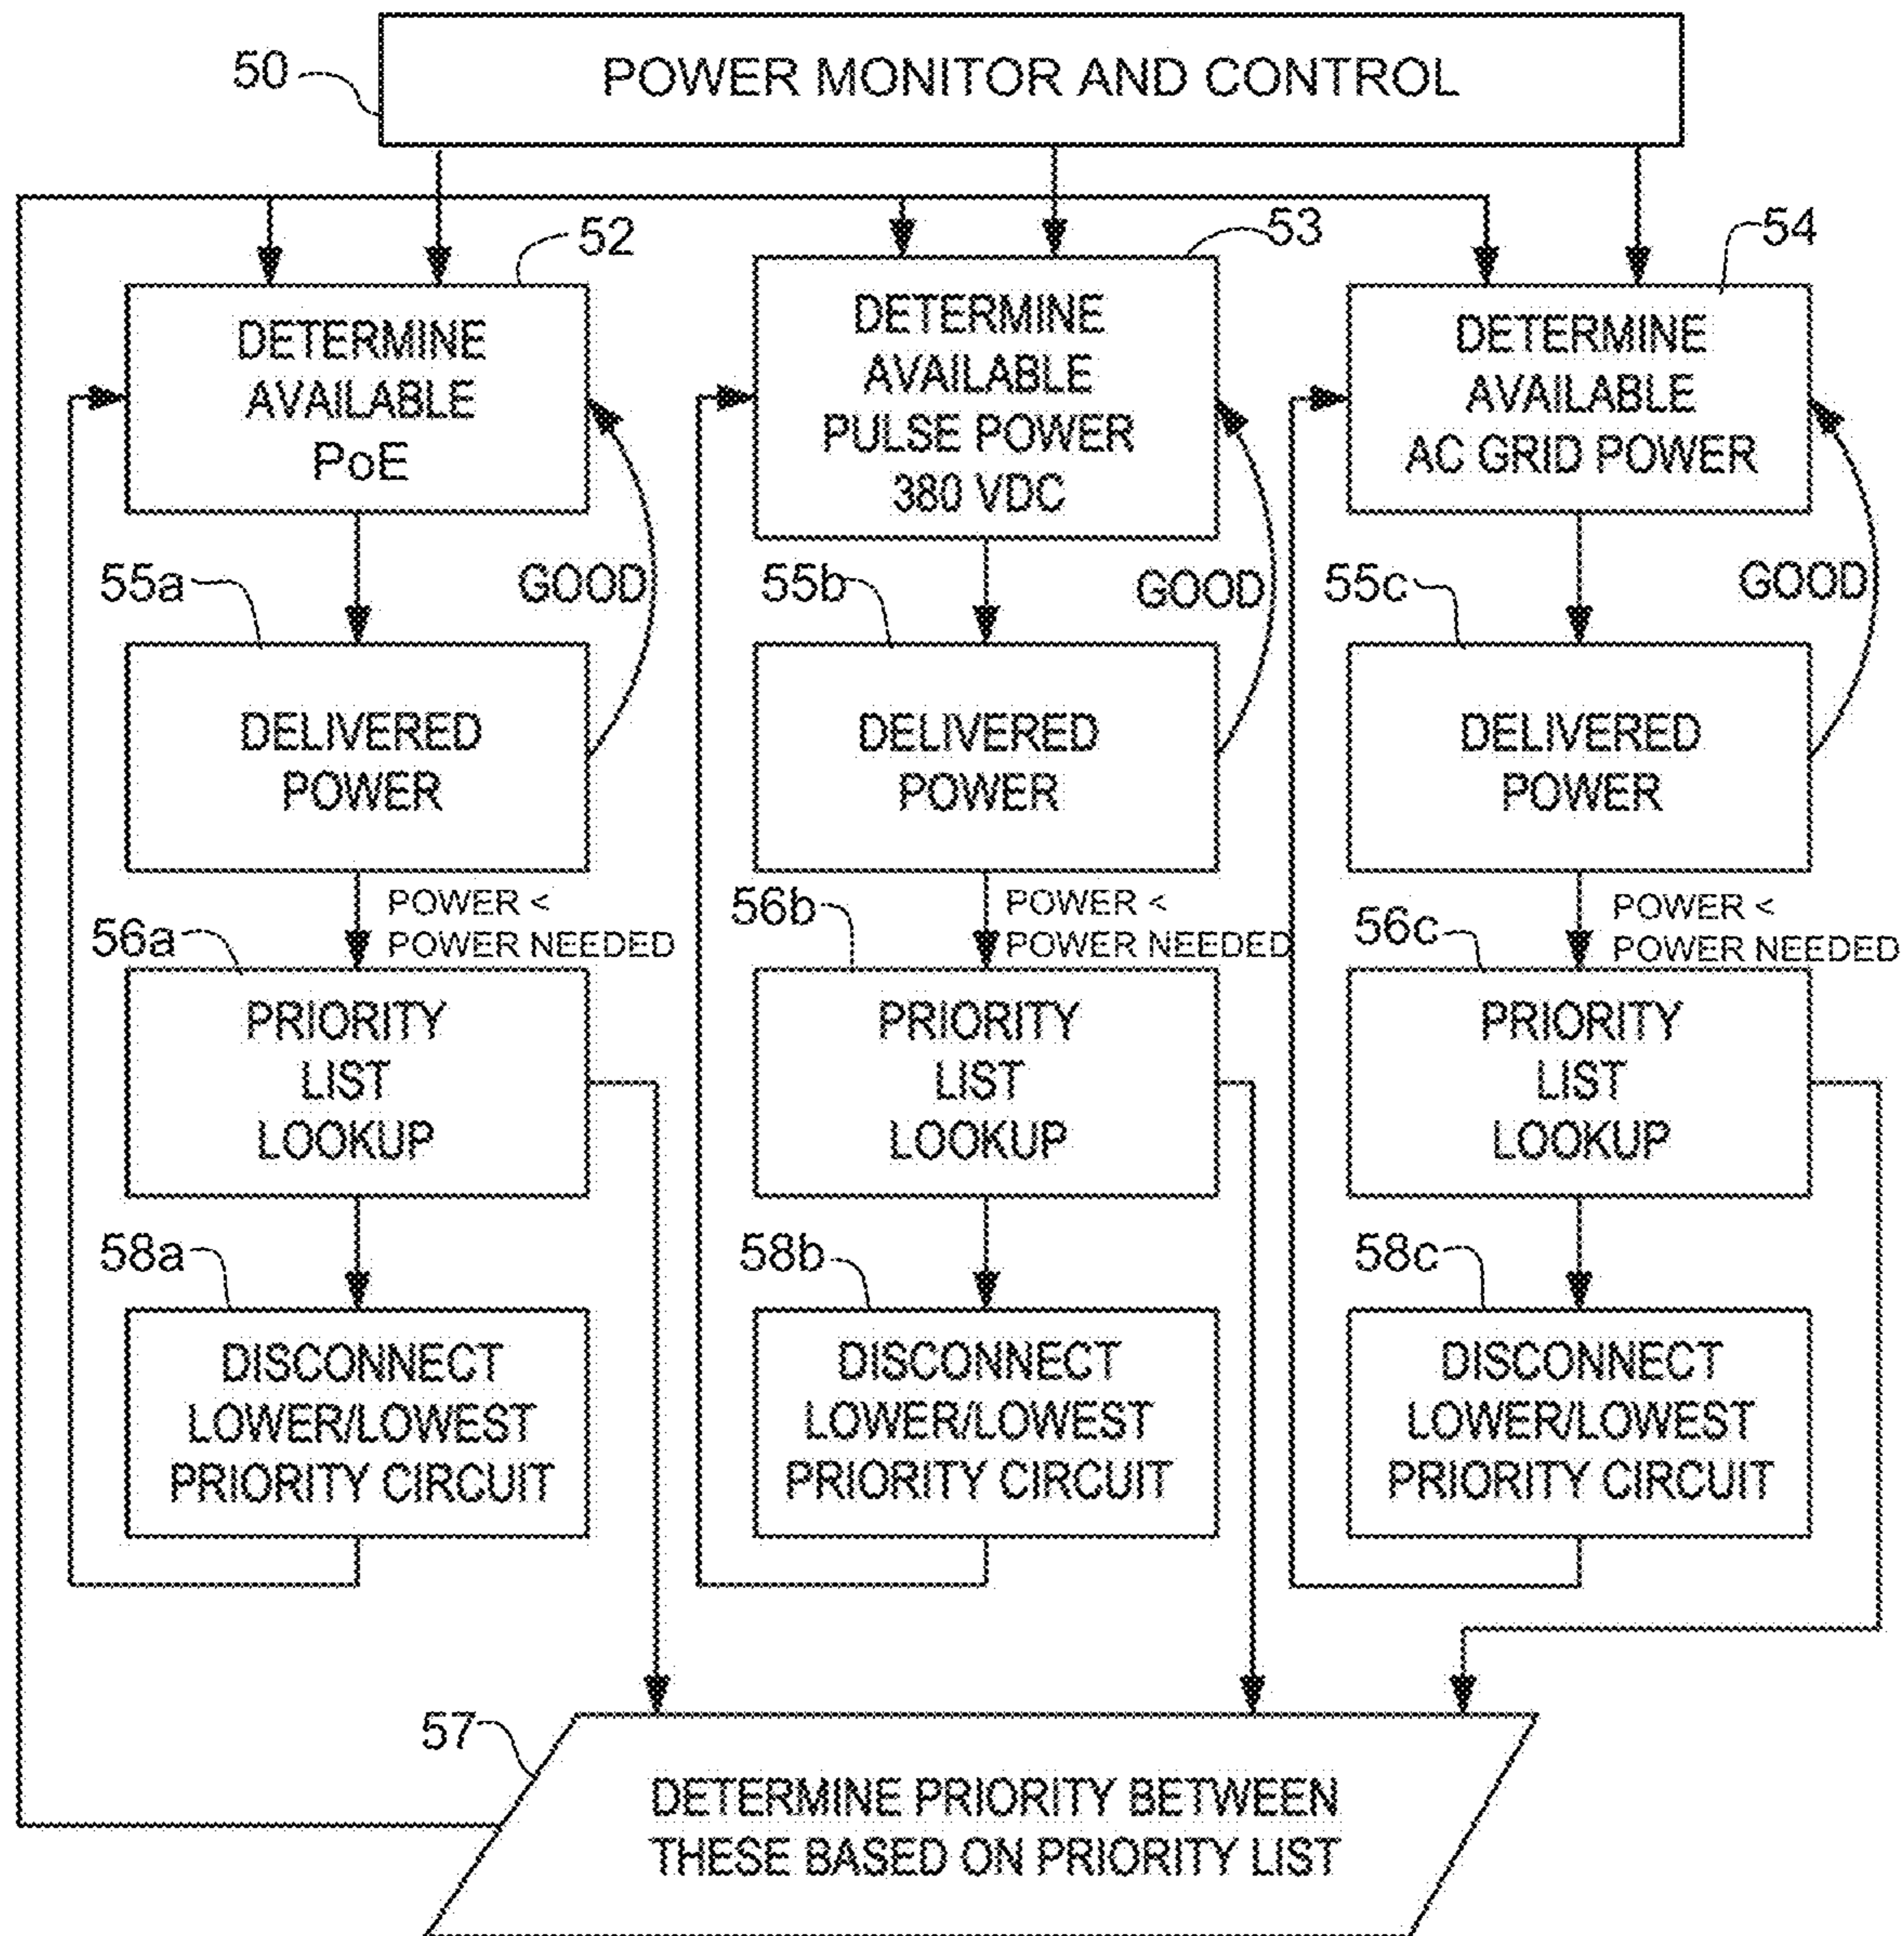 50
POWER MONITOR AND CONTROL
52
53
54
DETERMINE
AVAILABLE
PoE
DETERMINE
AVAILABLE
PULSE POWER
380 VDC
DETERMINE
AVAILABLE
AC GRID POWER
55a
GOOD
55b
GOOD
55c
GOOD
DELIVERED
POWER
DELIVERED
POWER
DELIVERED
POWER
POWER <
POWER NEEDED
POWER <
POWER NEEDED
POWER <
POWER NEEDED
56a
56b
56c
PRIORITY
LIST
LOOKUP
PRIORITY
LIST
LOOKUP
PRIORITY
LIST
LOOKUP
58a
58b
58c
DISCONNECT
LOWER/LOWEST
PRIORITY CIRCUIT
DISCONNECT
LOWER/LOWEST
PRIORITY CIRCUIT
DISCONNECT
LOWER/LOWEST
PRIORITY CIRCUIT
57
DETERMINE PRIORITY BETWEEN
THESE BASED ON PRIORITY LIST